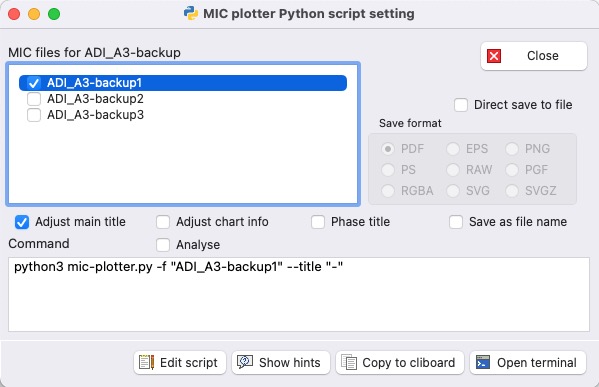 MIC plotter Python script setting
MIC files for ADI_A3-backup
Close
ADI_A3-backup1
ADI_A3-backup2
ADI_A3-backup3
Direct save to file
Save format
PDF EPS PNG
PS RAW PGF
RGBA SVG SVGZ
Adjust main title Adjust chart info Phase title Save as file name
Command Analyse
python3 mic-plotter.py -f "ADI_A3-backup1" --title "-"
Edit script Show hints Copy to cliboard Open terminal